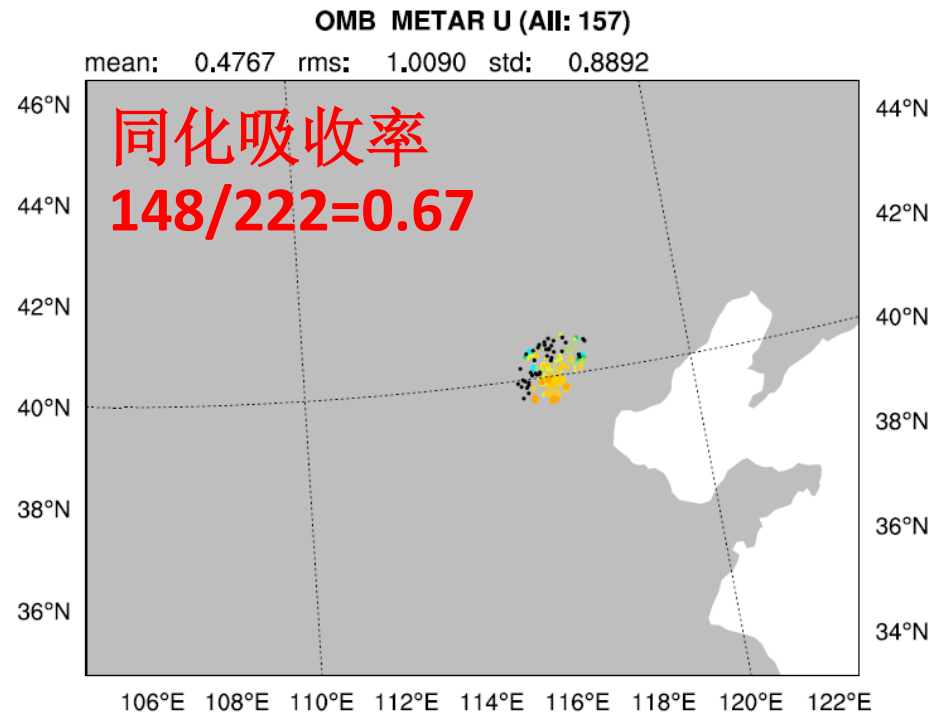 OMB METAR U (All: 157)
mean: 0.4767 rms: 1.0090 std: 0.8892
同化吸收率
148/222=0.67
46°N
44°N
42°N
40°N
38°N
36°N
44°N
42°N
40°N
38°N
36°N
34°N
106°E 108°E 110°E 112°E 114°E 116°E 118°E 120°E 122°E